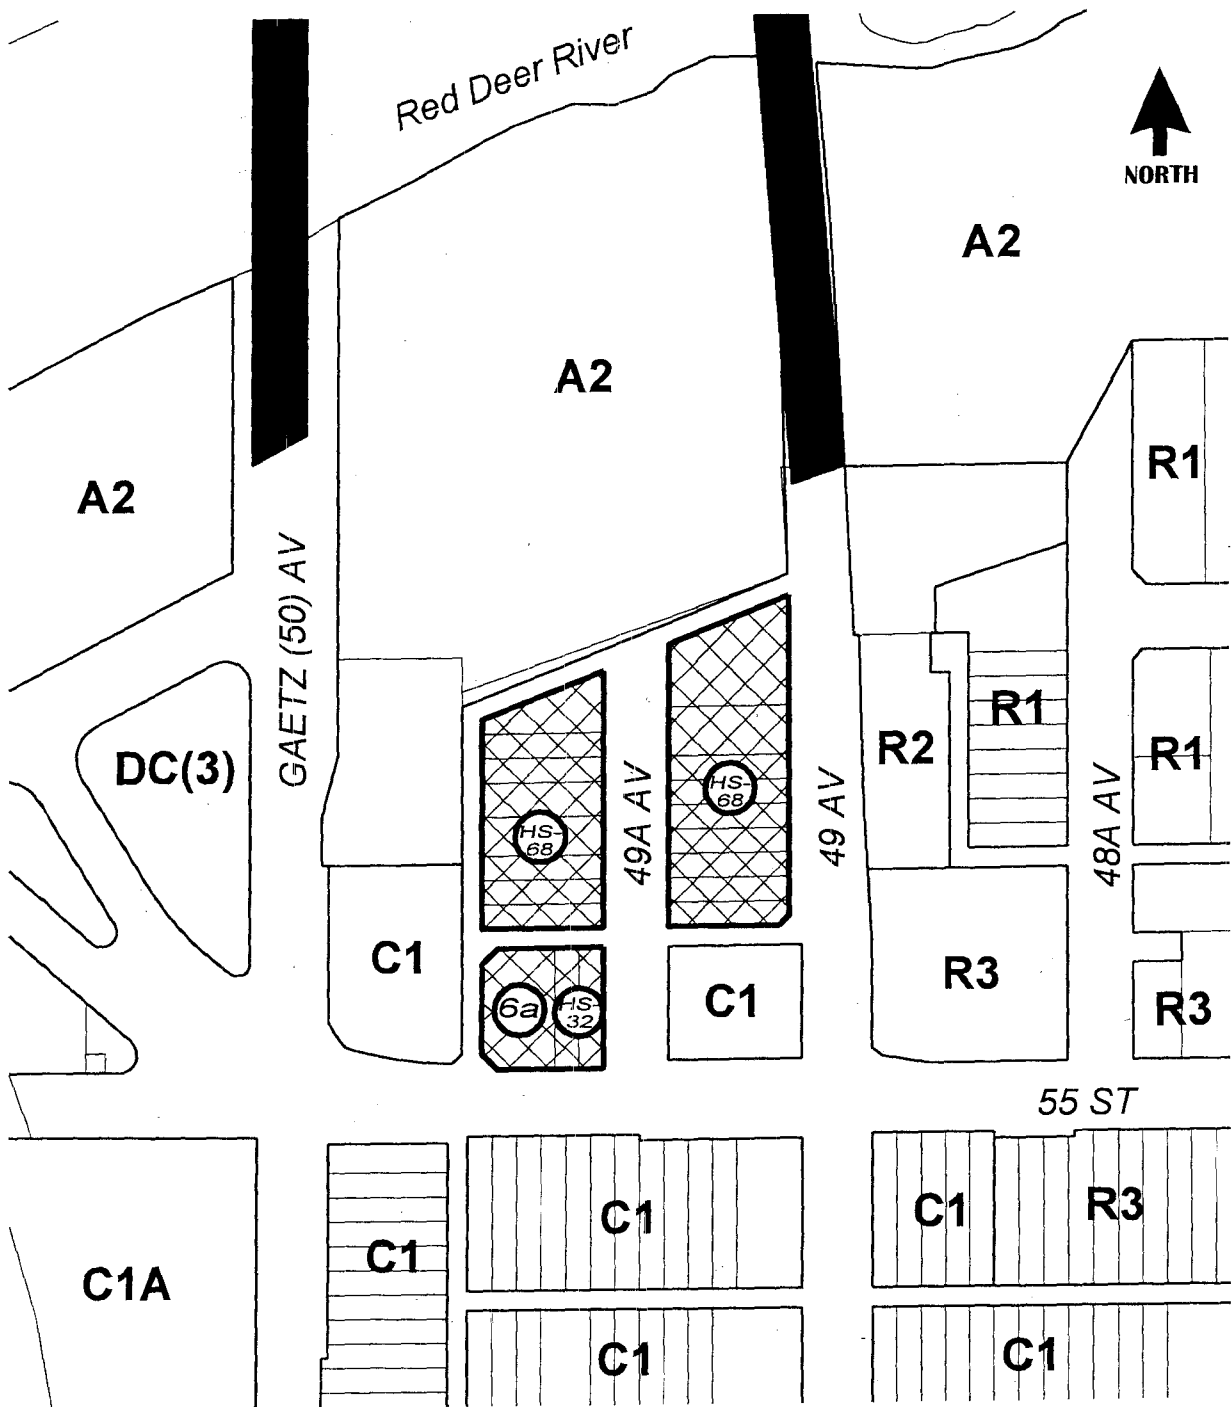 Red Deer River
NORTH
A2
A2
A2
R1
GAETZ (50) AV
DC(3)
R1
R2
R1
HS-
68
HS-
68
49A AV
49 AV
48A AV
C1
6a
HS-
32
C1
R3
R3
55 ST
C1
C1
C1
R3
C1A
C1
C1